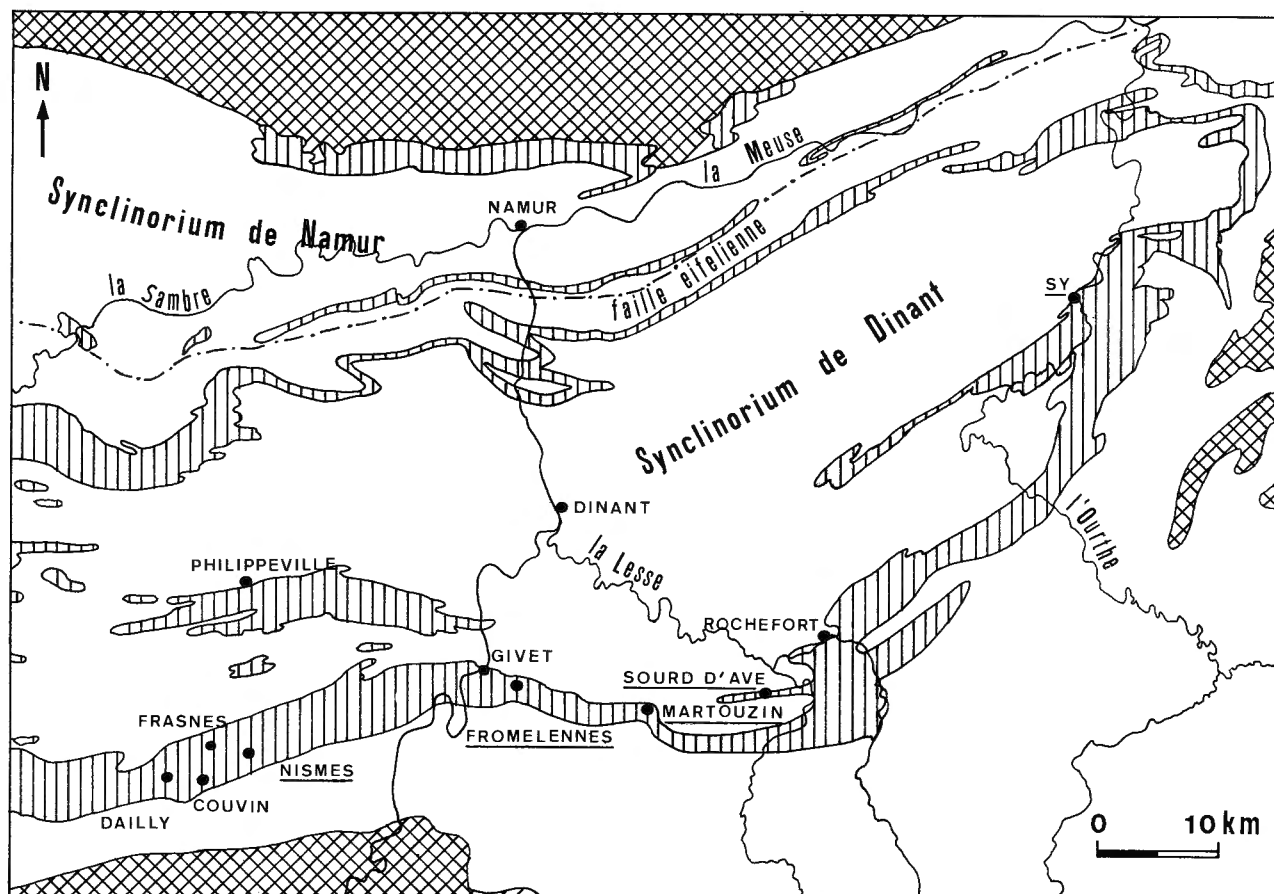 N
la Meuse
Synclinorium de Namur
NAMUR
la Sambre
faille eifelienne
SY
Synclinorium de Dinant
DINANT
l'Ourthe
la Lesse
PHILIPPEVILLE
ROCHEFORT
GIVET
SOURD D'AVE
MARTOUZIN
FRASNES
FROMELENNES
NISMES
COUVIN
DAILLY
0 10 km